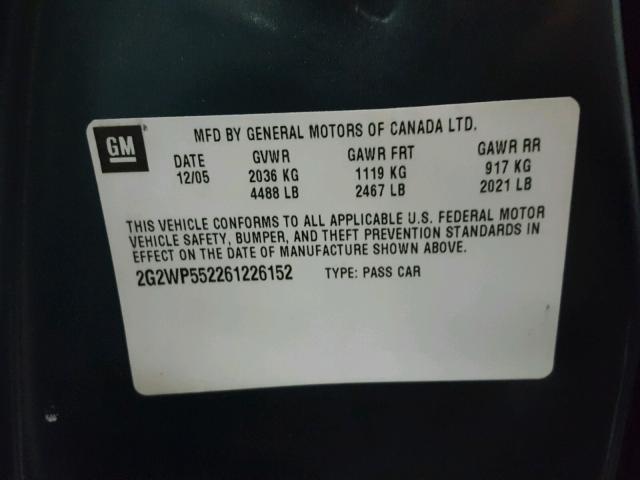 GM
MFD BY GENERAL MOTORS OF CANADA LTD.
DATE GVWR GAWR FRT GAWR RR
12/05 2036 KG 1119 KG 917 KG
4488 LB 2467 LB 2021 LB
THIS VEHICLE CONFORMS TO ALL APPLICABLE U.S. FEDERAL MOTOR
VEHICLE SAFETY, BUMPER, AND THEFT PREVENTION STANDARDS IN
EFFECT ON THE DATE OF MANUFACTURE SHOWN ABOVE.
2G2WP552261226152 TYPE: PASS CAR